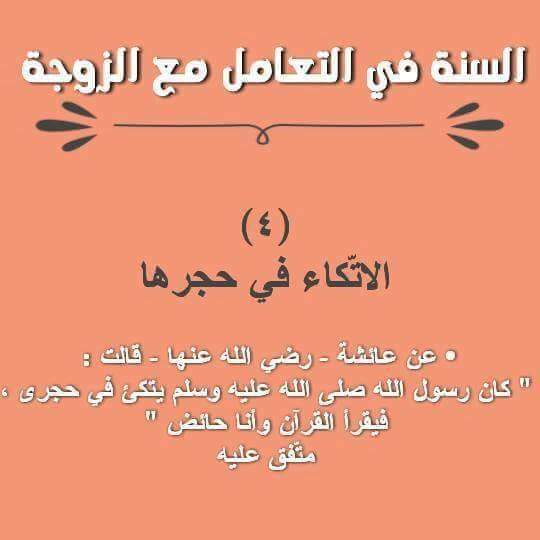 السنة في التعامل مع الزوجة
(٤)
الاتّكاء في حجرها
• عن عائشة - رضي الله عنها - قالت :
" كان رسول الله صلى الله عليه وسلم يتكئ في حجرى ،
فيقرأ القرآن وأنا حائض "
متّفق عليه